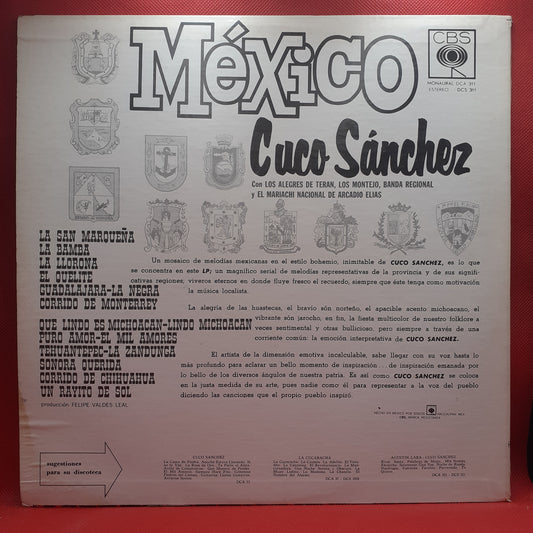 México
CBS
MONAURAL DCA 311
ESTEREO DCS 311
Cuco Sánchez
Con LOS ALEGRES DE TERAN, LOS MONTEJO, BANDA REGIONAL
y EL MARIACHI NACIONAL DE ARCADIO ELIAS
LA SAN MARQUEÑA
LA BAMBA
LA LLORONA
EL QUELITE
GUADALAJARA-LA NEGRA
CORRIDO DE MONTERREY
QUE LINDO ES MICHOACAN-LINDO MICHOACAN
PURO AMOR-EL MIL AMORES
TEHUANTEPEC-LA ZANDUNGA
SONORA QUERIDA
CORRIDO DE CHIHUAHUA
UN RAYITO DE SOL
producción FELIPE VALDES LEAL
Un mosaico de melodías mexicanas en el estilo bohemio, inimitable de CUCO SANCHEZ, es lo que
se concentra en este LP; un magnífico serial de melodías representativas de la provincia y de sus signifi-
cativas regiones; viveros eternos en donde fluye fresco el recuerdo, siempre que éste tenga como motivación
la música localista.
La alegría de las huastecas, el bravío són norteño, el apacible acento michoacano, el
vibrante són jarocho, en fin, la fiesta multicolor de nuestro folklore a
veces sentimental y otras bullicioso, pero siempre a través de una
corriente común: la emoción interpretativa de CUCO SANCHEZ.
El artista de la dimensión emotiva incalculable, sabe llegar con su voz hasta lo
más profundo para aclarar un bello momento de inspiración . . . de inspiración emanada por
lo bello de los diversos ángulos de nuestra patria. Es así como CUCO SANCHEZ se coloca
en la justa medida de su arte, pues nadie como él para representar a la voz del pueblo
diciendo las canciones que el propio pueblo inspiró.
sugestiones
para su discoteca
CUCO SANCHEZ
LA CUCARACHA
AGUSTIN LARA - CUCO SANCHEZ